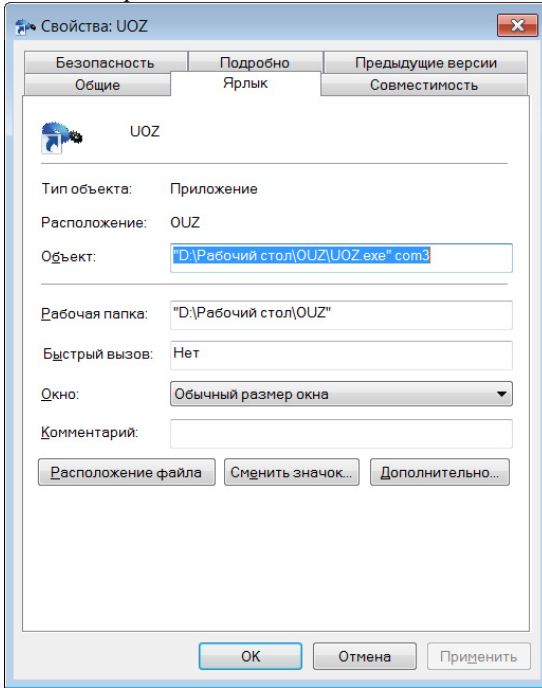 Свойства: UOZ
Безопасность Подробно Предыдущие версии
Общие Ярлык Совместимость
UOZ
Тип объекта: Приложение
Расположение: OUZ
Объект: "D:\Рабочий стол\OUZ\UOZ.exe" com3
Рабочая папка: "D:\Рабочий стол\OUZ"
Быстрый вызов: Нет
Окно: Обычный размер окна
Комментарий:
Расположение файла Сменить значок... Дополнительно...
OK Отмена Применить